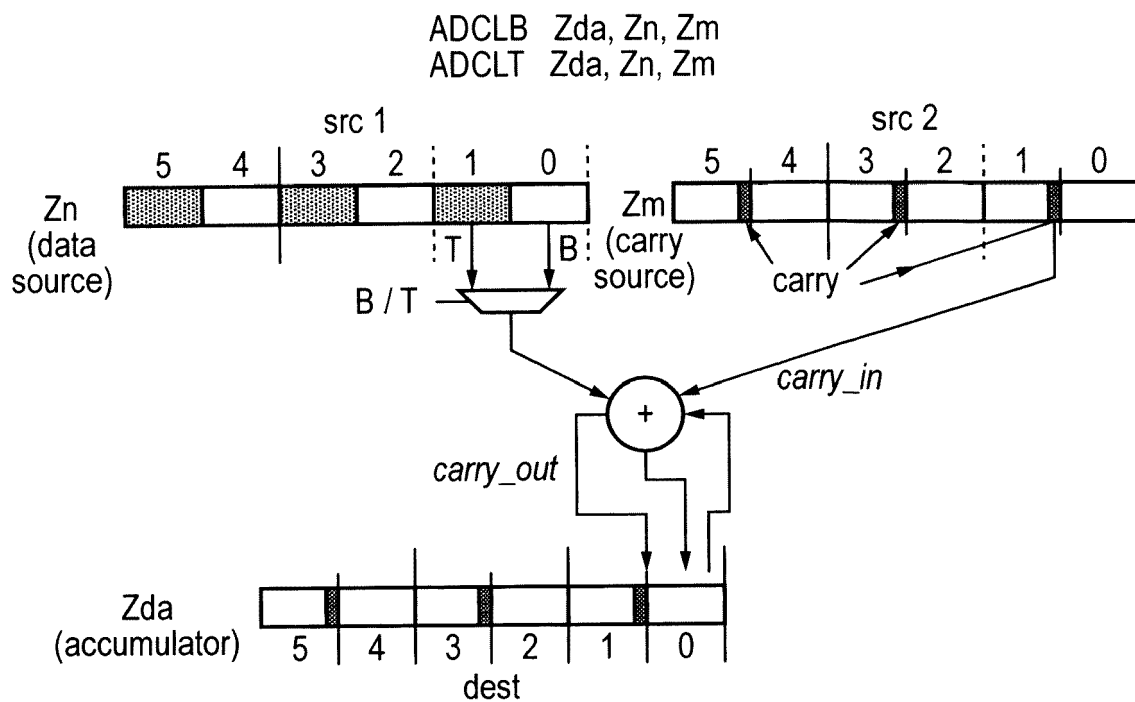 ADCLB Zda, Zn, Zm
ADCLT Zda, Zn, Zm
src 1
src 2
5 4 3 2 1 0
5 4 3 2 1 0
Zn
(data
source)
Zm
(carry
source)
T
B
carry
B / T
carry_in
+
carry_out
Zda
(accumulator)
5 4 3 2 1 0
dest